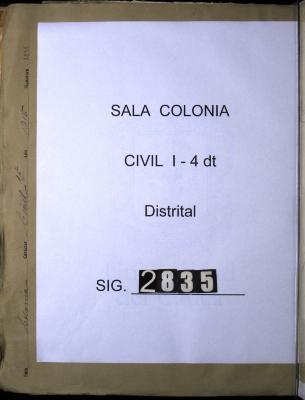 SALA COLONIA
CIVIL I - 4 dt
Distrital
SIG. 2835